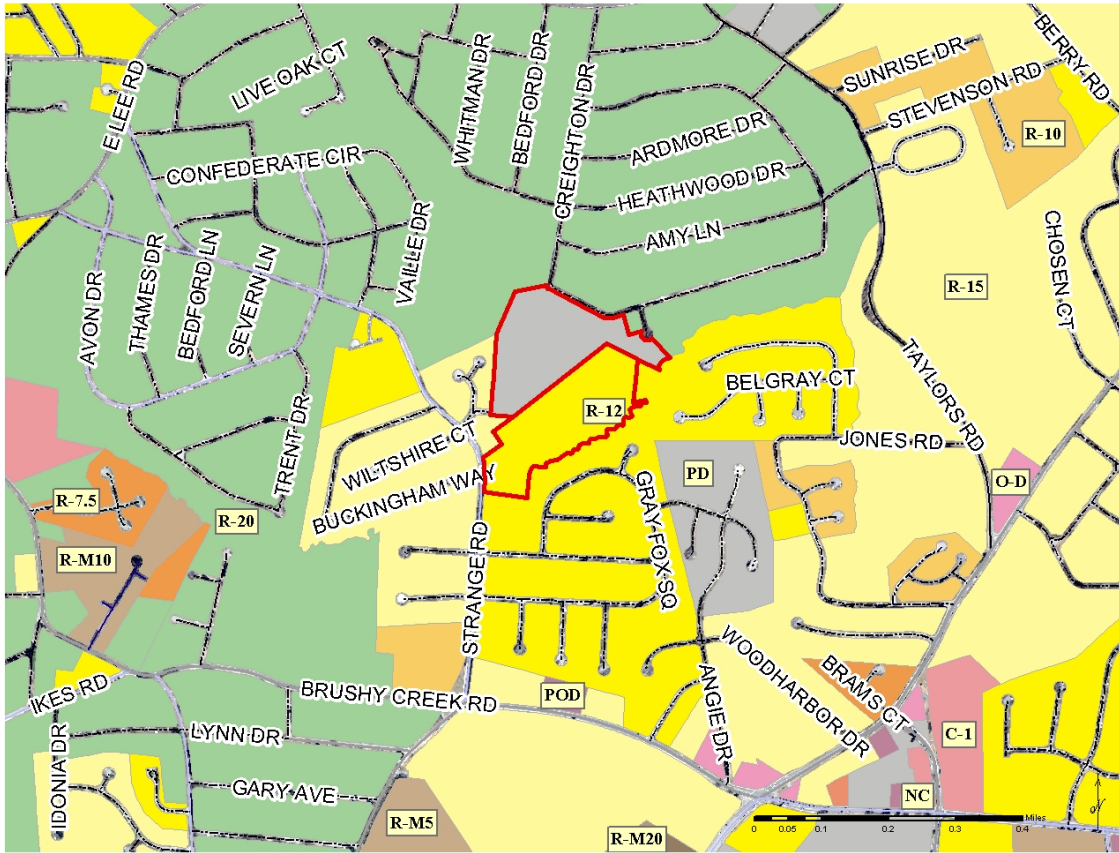 BERRY RD
SUNRISE DR
STEVENSON RD
E LEE RD
LIVE OAK CT
WHITMAN DR
BEDFORD DR
CREIGHTON DR
ARDMORE DR
R-10
CONFEDERATE CIR
HEATHWOOD DR
AMY LN
VAILLE DR
CHOSEN CT
AVON DR
THAMES DR
BEDFORD LN
SEVERN LN
R-15
TAYLORS RD
BELGRAY CT
R-12
TRENT DR
WILTSHIRE CT
BUCKINGHAM WAY
JONES RD
PD
O-D
R-7.5
R-20
GRAY FOX SQ
R-M10
STRANGE RD
WOODHARBOR DR
BRAMS CT
IKES RD
BRUSHY CREEK RD
POD
ANGIE DR
C-1
IDONIA DR
LYNN DR
GARY AVE
NC
R-M5
R-M20
Miles
0 0.05 0.1 0.2 0.3 0.4